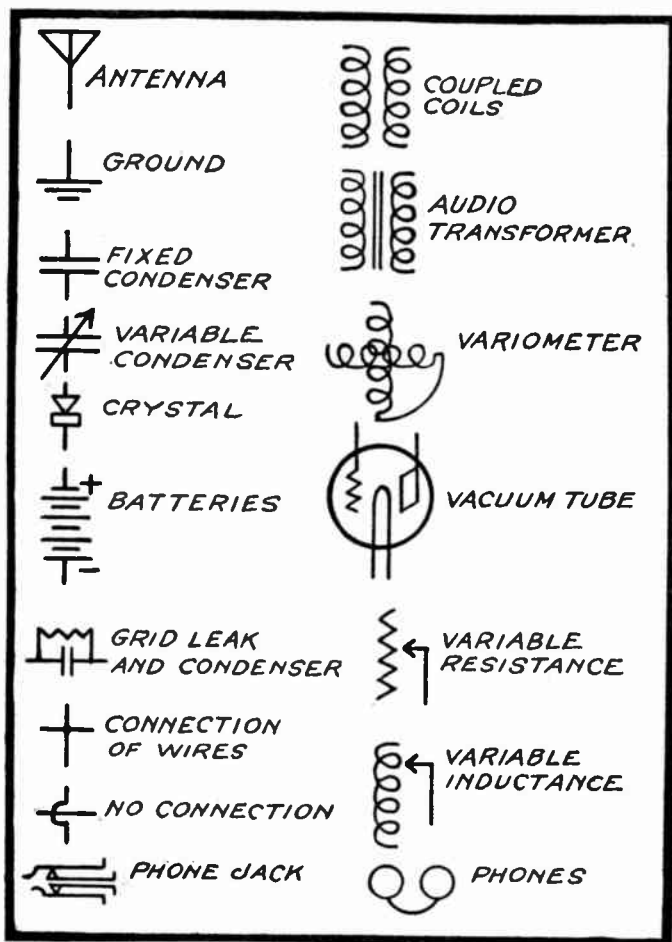 ANTENNA
GROUND
FIXED
CONDENSER
VARIABLE
CONDENSER
CRYSTAL
+
BATTERIES
-
GRID LEAK
AND CONDENSER
CONNECTION
OF WIRES
NO CONNECTION
PHONE JACK
COUPLED
COILS
AUDIO
TRANSFORMER
VARIOMETER
VACUUM TUBE
VARIABLE
RESISTANCE
VARIABLE
INDUCTANCE
PHONES